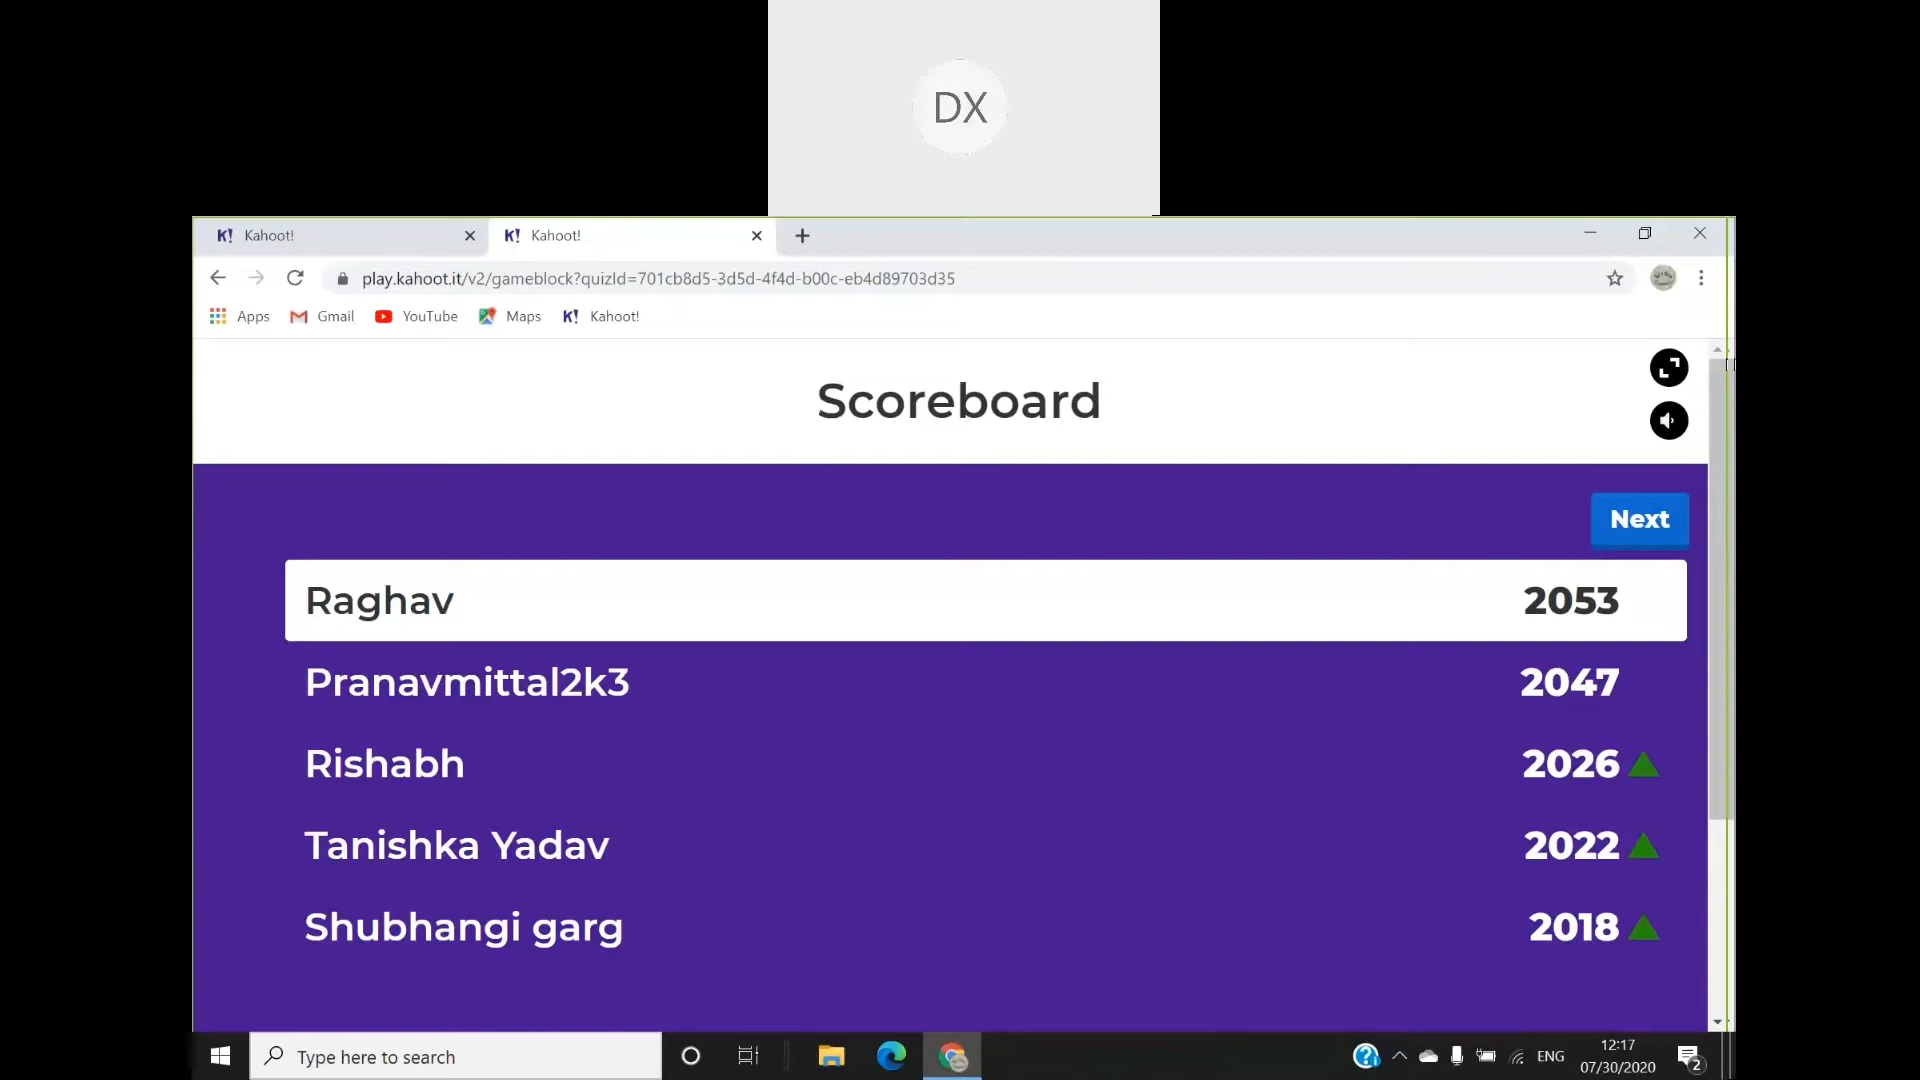 DX
K! Kahoot! K! Kahoot!
play.kahoot.it/v2/gameblock?quizId=701cb8d5-3d5d-4f4d-b00c-eb4d89703d35
Apps Gmail YouTube Maps K! Kahoot!
Scoreboard
Next
Raghav 2053
Pranavmittal2k3 2047
Rishabh 2026
Tanishka Yadav 2022
Shubhangi garg 2018
Type here to search
ENG
12:17
07/30/2020
2